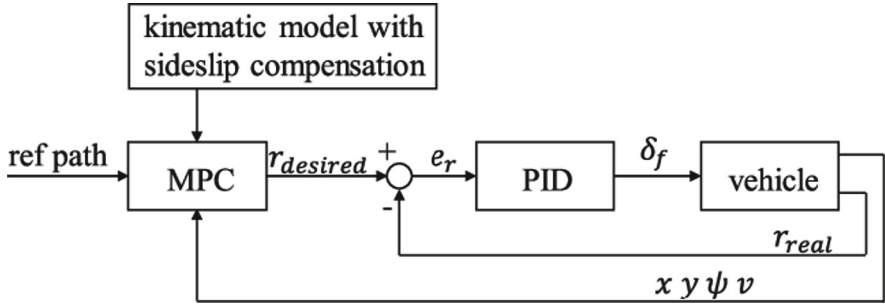 kinematic model with
sideslip compensation
ref path
MPC
r_desired
+
-
e_r
PID
δ_f
vehicle
r_real
x y ψ v